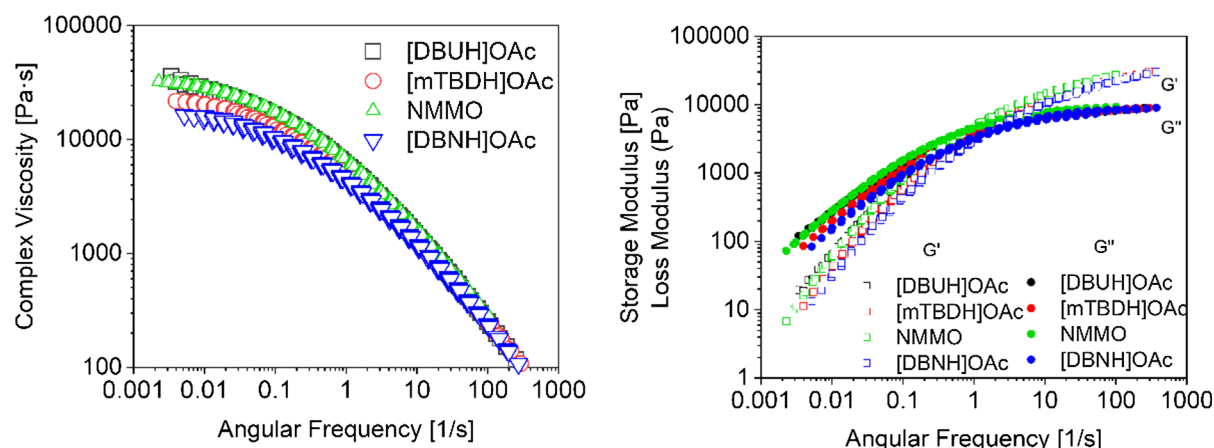 Complex Viscosity [Pa·s]
100000
10000
1000
100
[DBUH]OAc
[mTBDH]OAc
NMMO
[DBNH]OAc
0.001 0.01 0.1 1 10 100 1000
Angular Frequency [1/s]
Storage Modulus [Pa]
Loss Modulus (Pa)
100000
10000
1000
100
10
1
G'
G''
G' G''
[DBUH]OAc [DBUH]OAc
[mTBDH]OAc [mTBDH]OAc
NMMO NMMO
[DBNH]OAc [DBNH]OAc
0.001 0.01 0.1 1 10 100 1000
Angular Frequency [1/s]